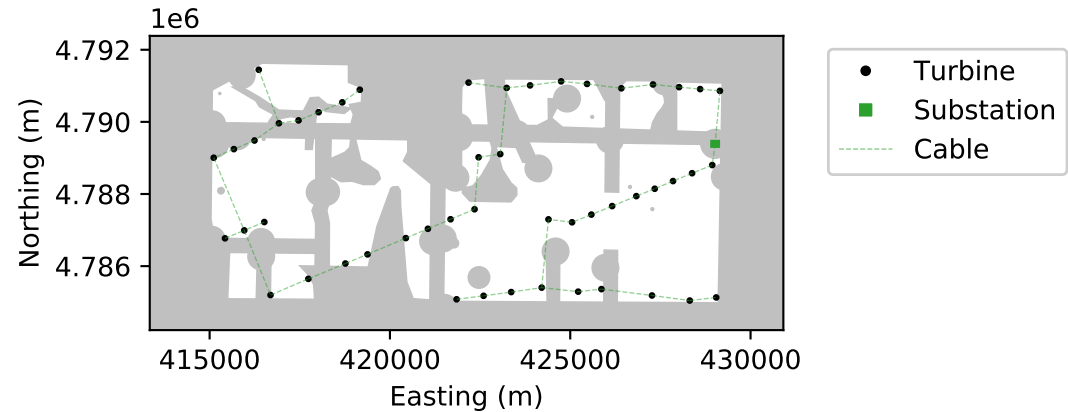 1e6
4.792
4.790
4.788
4.786
Northing (m)
415000 420000 425000 430000
Easting (m)
Turbine
Substation
Cable